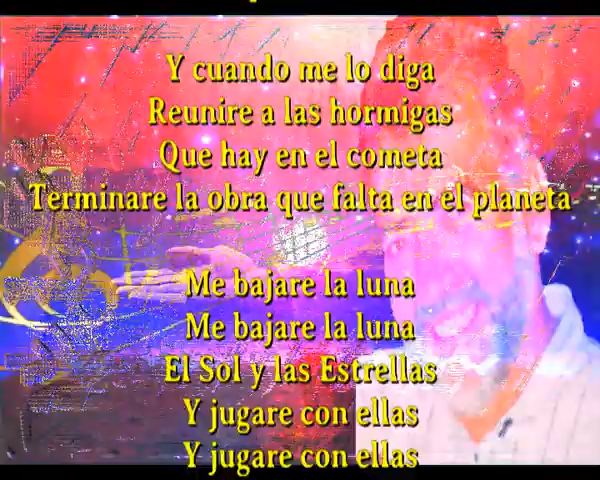 Y cuando me lo diga
Reunire a las hormigas
Que hay en el cometa
Terminare la obra que falta en el planeta
Me bajare la luna
Me bajare la luna
El Sol y las Estrellas
Y jugare con ellas
Y jugare con ellas